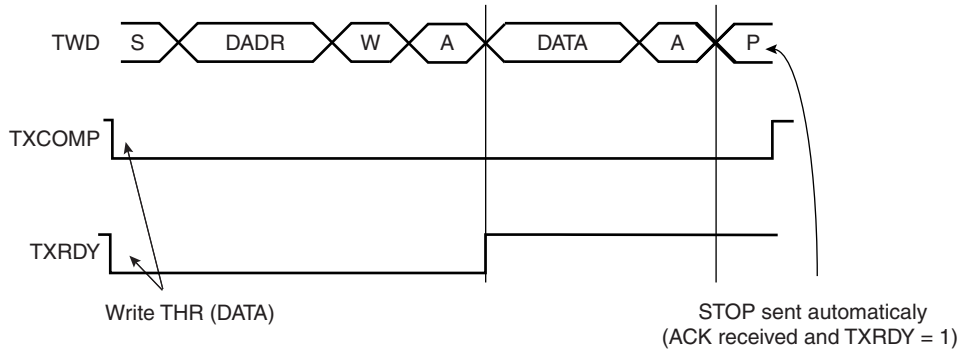 TWD S DADR W A DATA A P
TXCOMP
TXRDY
Write THR (DATA)
STOP sent automaticaly
(ACK received and TXRDY = 1)